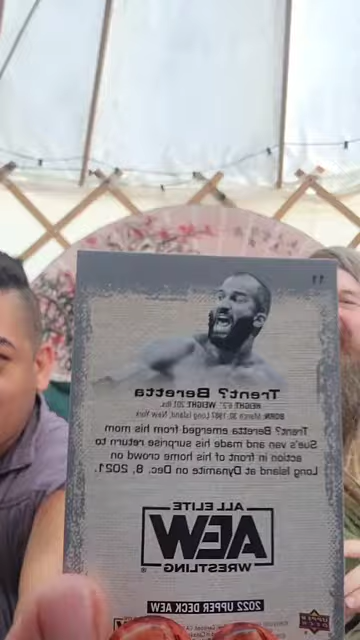 11
Trent? Beretta
HEIGHT 6'2" WEIGHT 201 lbs.
BORN March 30, 1987 Long Island, New York
Trent? Beretta emerged from his mom
Sue's van and made his surprise return to
action in front of his home crowd on
Long Island at Dynamite on Dec. 8, 2021.
ALL ELITE
AEW
WRESTLING
2022 UPPER DECK AEW
UPPER DECK